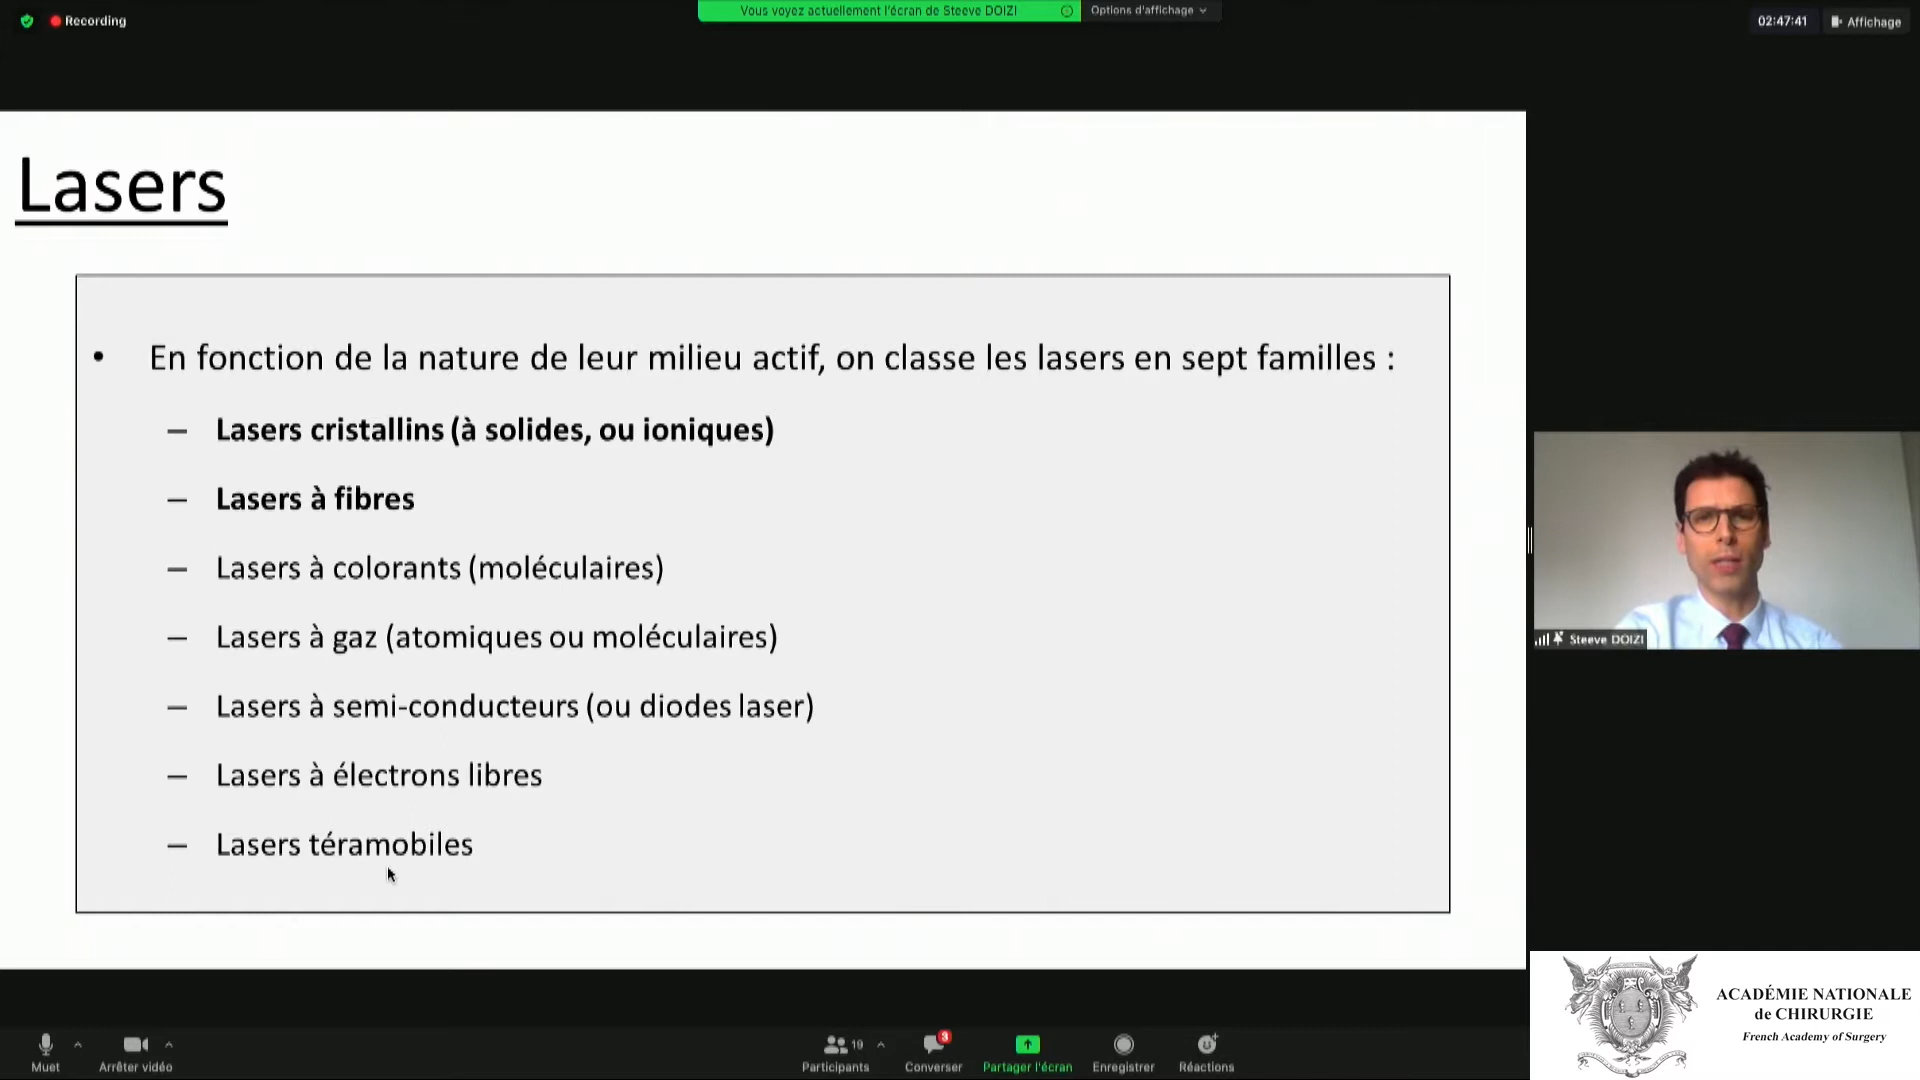 Recording
Vous voyez actuellement l'écran de Steeve DOIZI
Options d'affichage
02:47:41
Affichage
Lasers
• En fonction de la nature de leur milieu actif, on classe les lasers en sept familles :
– Lasers cristallins (à solides, ou ioniques)
– Lasers à fibres
– Lasers à colorants (moléculaires)
– Lasers à gaz (atomiques ou moléculaires)
– Lasers à semi-conducteurs (ou diodes laser)
– Lasers à électrons libres
– Lasers téramobiles
Steeve DOIZI
ACADÉMIE NATIONALE
de CHIRURGIE
French Academy of Surgery
Muet
Arrêter vidéo
19
Participants
3
Converser
Partager l'écran
Enregistrer
Réactions